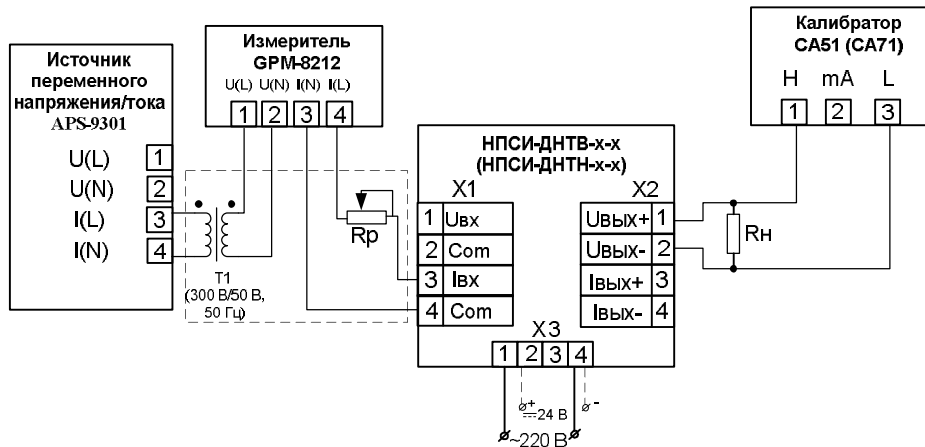 Источник
переменного
напряжения/тока
APS-9301
U(L) 1
U(N) 2
I(L) 3
I(N) 4
Измеритель
GPM-8212
U(L) U(N) I(N) I(L)
1 2 3 4
T1
(300 В/50 В,
50 Гц)
Rp
НПСИ-ДНТВ-х-х
(НПСИ-ДНТН-х-х)
X1
1 Uвх
2 Com
3 Iвх
4 Com
X2
Uвых+ 1
Uвых- 2
Iвых+ 3
Iвых- 4
X3
1 2 3 4
+ 24 В -
~220 В
Rн
Калибратор
CA51 (CA71)
H mA L
1 2 3